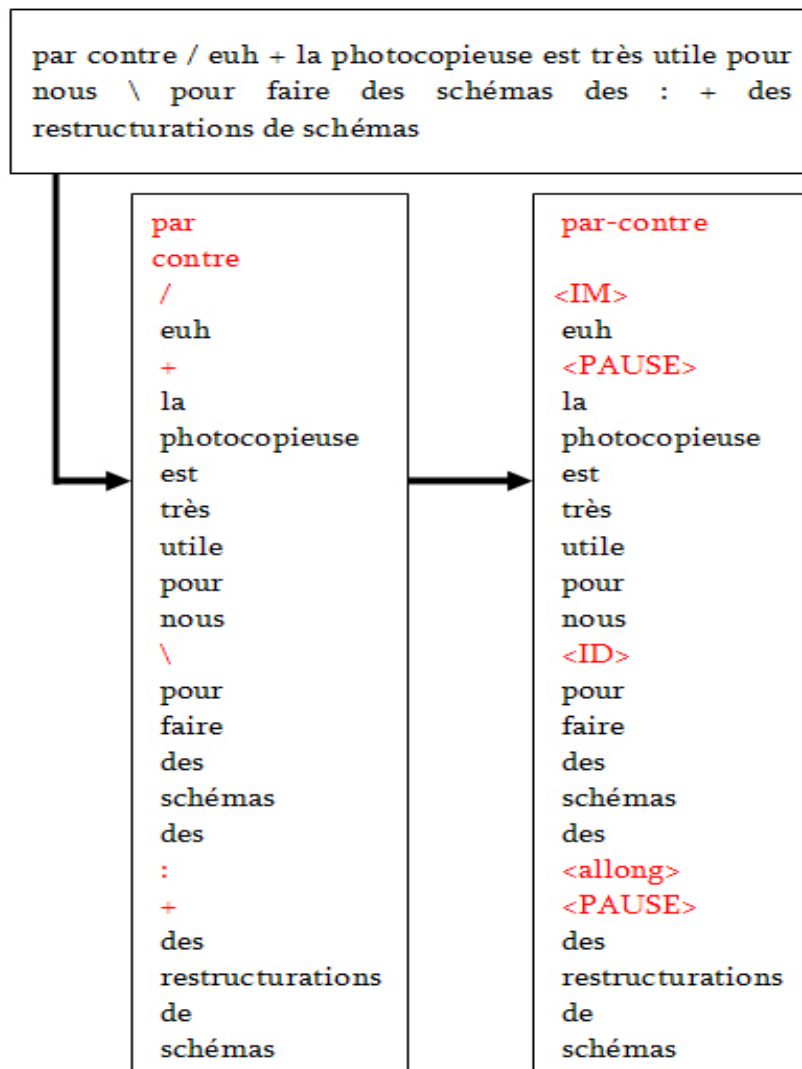 par contre / euh + la photocopieuse est très utile pour
nous \ pour faire des schémas des : + des
restructurations de schémas
par
contre
/
euh
+
la
photocopieuse
est
très
utile
pour
nous
\
pour
faire
des
schémas
des
:
+
des
restructurations
de
schémas
par-contre
<IM>
euh
<PAUSE>
la
photocopieuse
est
très
utile
pour
nous
<ID>
pour
faire
des
schémas
des
<allong>
<PAUSE>
des
restructurations
de
schémas